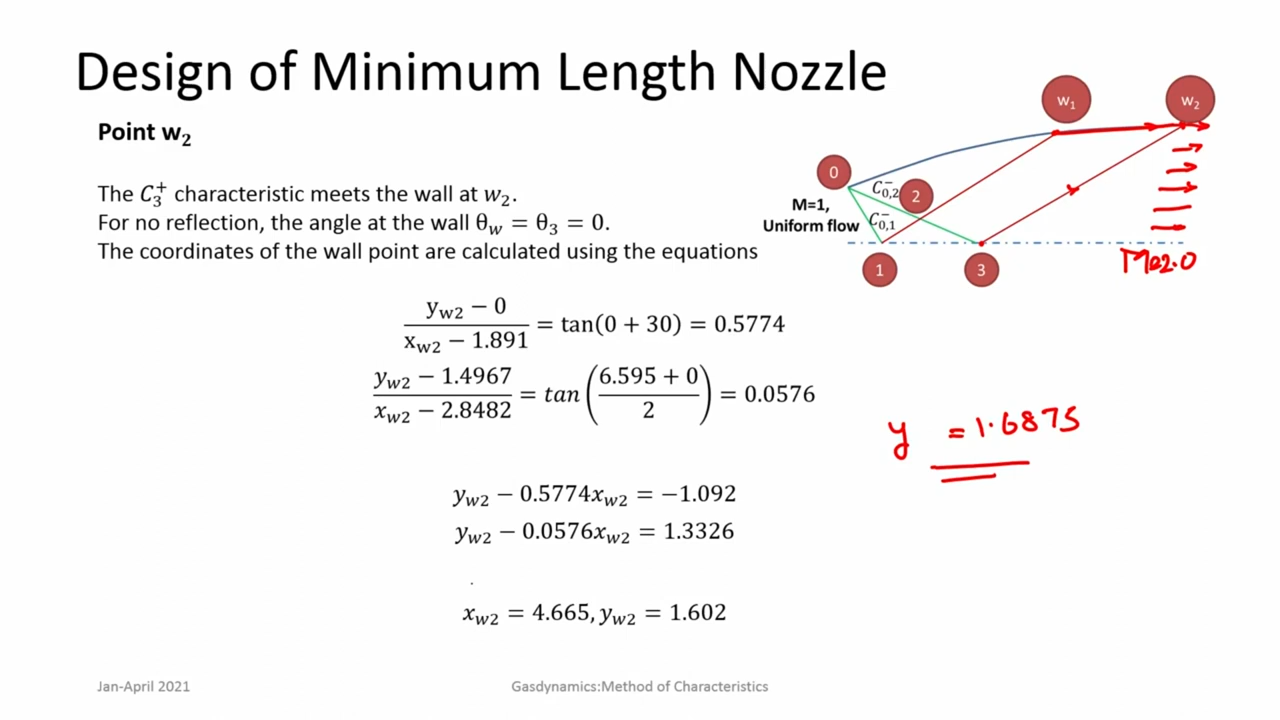 Design of Minimum Length Nozzle
Point w₂
The C₃⁺ characteristic meets the wall at w₂.
For no reflection, the angle at the wall θ_w = θ₃ = 0.
The coordinates of the wall point are calculated using the equations
(y_w2 − 0)/(x_w2 − 1.891) = tan(0 + 30) = 0.5774
(y_w2 − 1.4967)/(x_w2 − 2.8482) = tan((6.595 + 0)/2) = 0.0576
y_w2 − 0.5774x_w2 = −1.092
y_w2 − 0.0576x_w2 = 1.3326
x_w2 = 4.665, y_w2 = 1.602
w₁
w₂
0
C⁻₀,₂
2
M=1,
Uniform flow
C⁻₀,₁
1
3
M=2.0
y = 1.6875
Jan-April 2021
Gasdynamics:Method of Characteristics